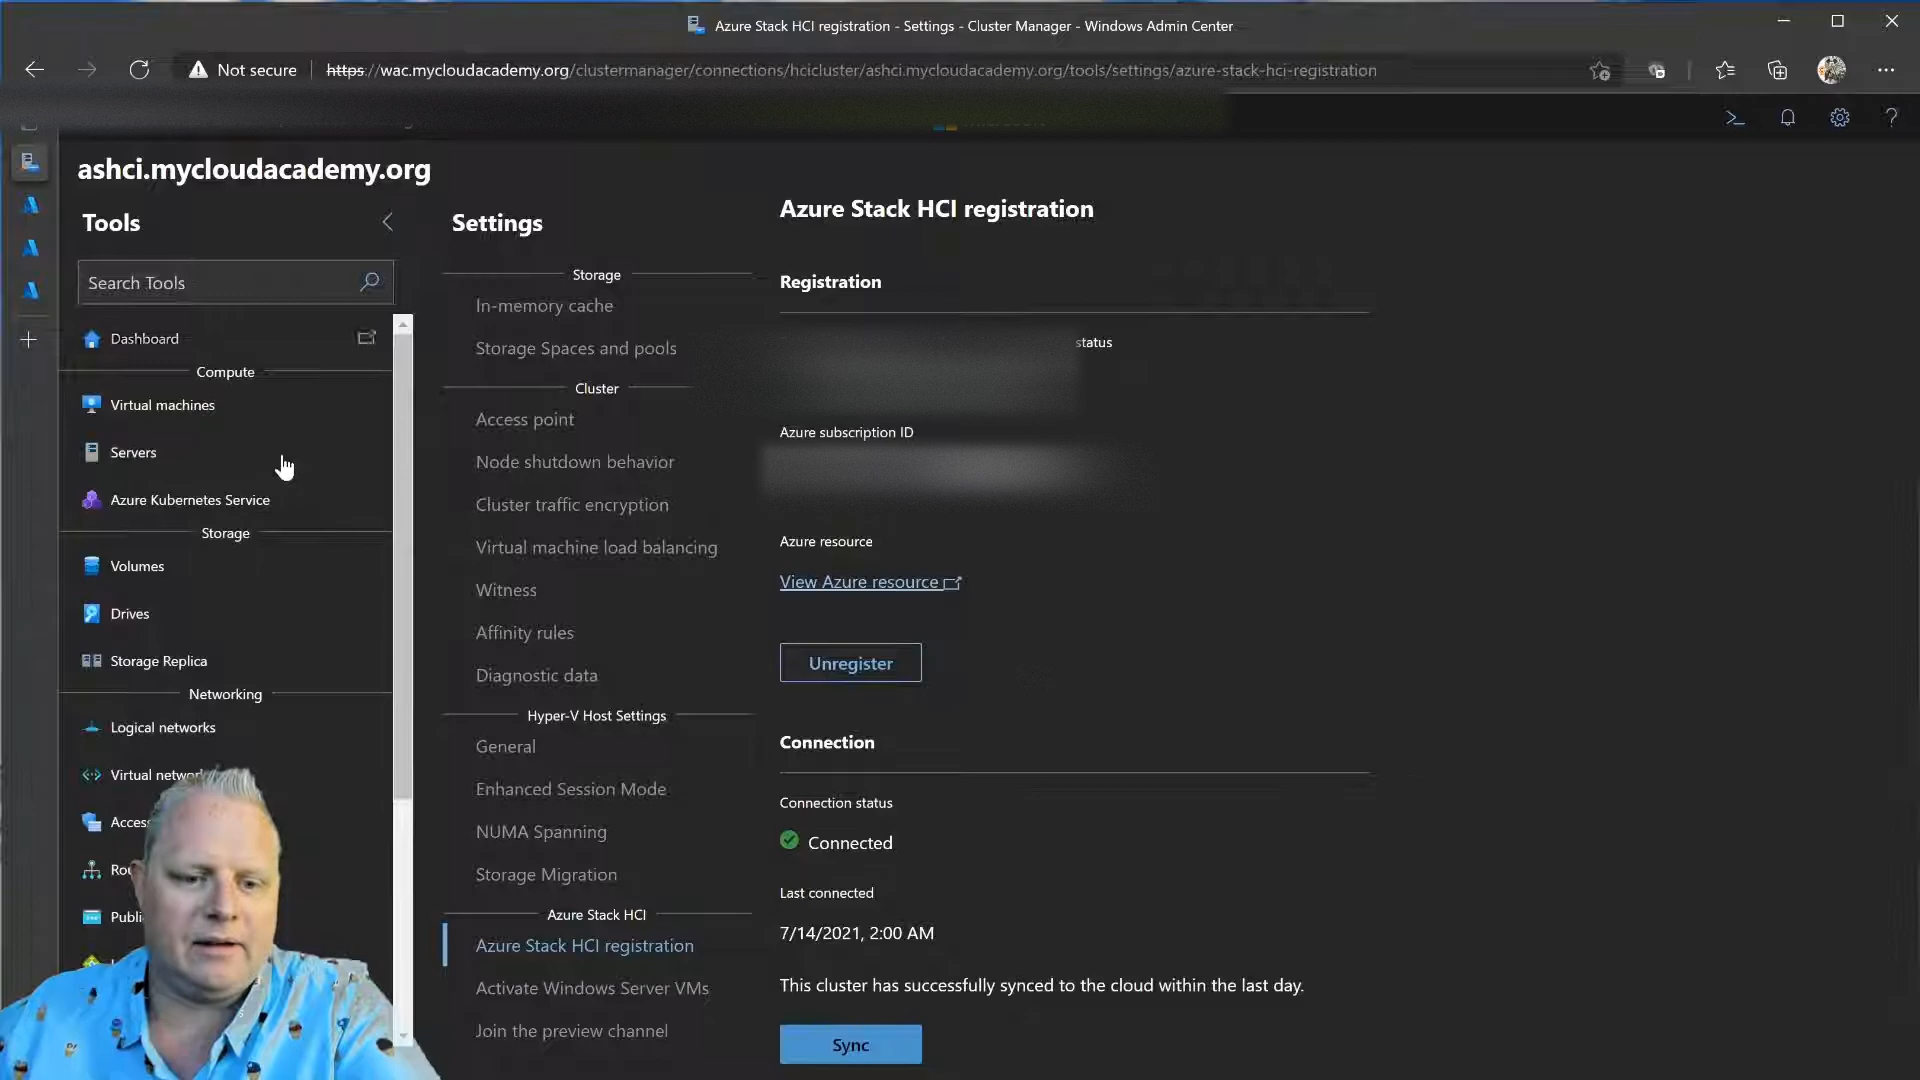 Azure Stack HCI registration - Settings - Cluster Manager - Windows Admin Center
Not secure
https://wac.mycloudacademy.org/clustermanager/connections/hcicluster/ashci.mycloudacademy.org/tools/settings/azure-stack-hci-registration
ashci.mycloudacademy.org
Tools
Search Tools
Dashboard
Compute
Virtual machines
Servers
Azure Kubernetes Service
Storage
Volumes
Drives
Storage Replica
Networking
Logical networks
Virtual
Settings
Storage
In-memory cache
Storage Spaces and pools
Cluster
Access point
Node shutdown behavior
Cluster traffic encryption
Virtual machine load balancing
Witness
Affinity rules
Diagnostic data
Hyper-V Host Settings
General
Enhanced Session Mode
NUMA Spanning
Storage Migration
Azure Stack HCI
Azure Stack HCI registration
Activate Windows Server VMs
Join the preview channel
Azure Stack HCI registration
Registration
status
Azure subscription ID
Azure resource
View Azure resource
Unregister
Connection
Connection status
Connected
Last connected
7/14/2021, 2:00 AM
This cluster has successfully synced to the cloud within the last day.
Sync